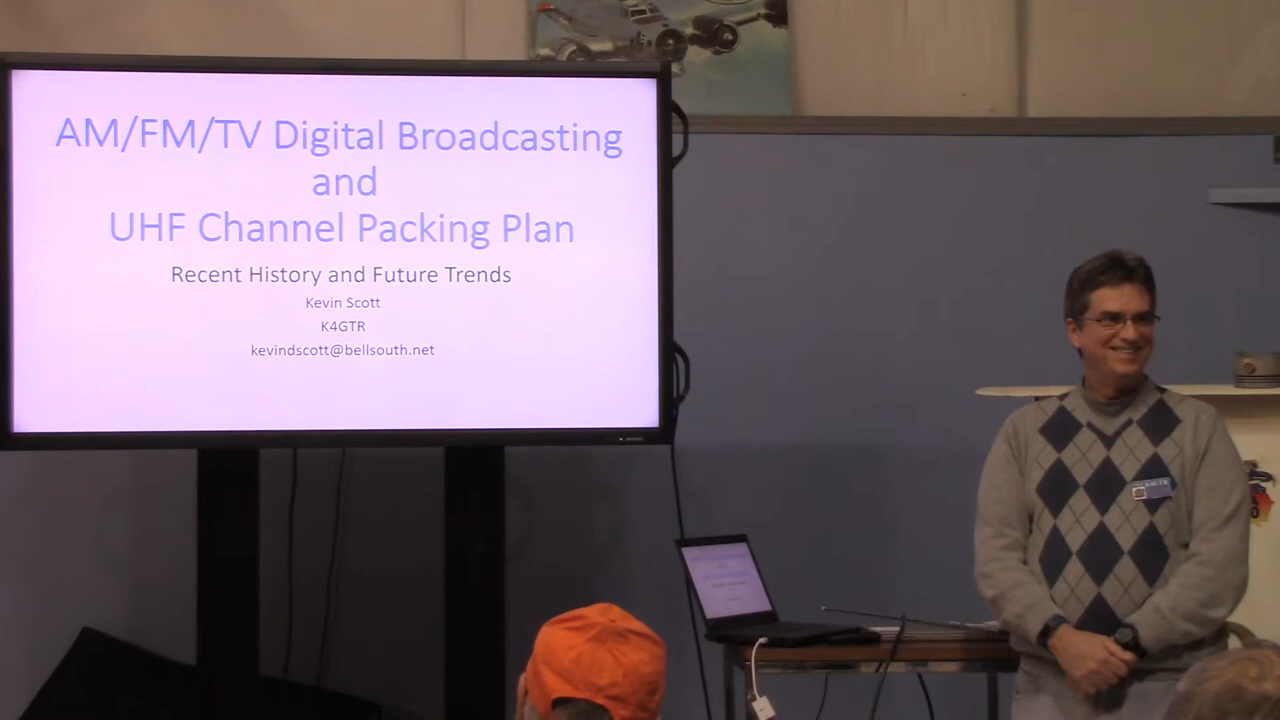 AM/FM/TV Digital Broadcasting
and
UHF Channel Packing Plan
Recent History and Future Trends
Kevin Scott
K4GTR
kevindscott@bellsouth.net
K4GTR